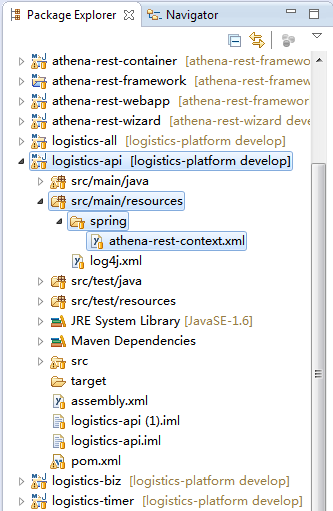 Package Explorer Navigator
athena-rest-container [athena-rest-framewo
athena-rest-framework [athena-rest-framewor
athena-rest-webapp [athena-rest-framewor
athena-rest-wizard [athena-rest-wizard deve
logistics-all [logistics-platform develop]
logistics-api [logistics-platform develop]
src/main/java
src/main/resources
spring
athena-rest-context.xml
log4j.xml
src/test/java
src/test/resources
JRE System Library [JavaSE-1.6]
Maven Dependencies
src
target
assembly.xml
logistics-api (1).iml
logistics-api.iml
pom.xml
logistics-biz [logistics-platform develop]
logistics-timer [logistics-platform develop]